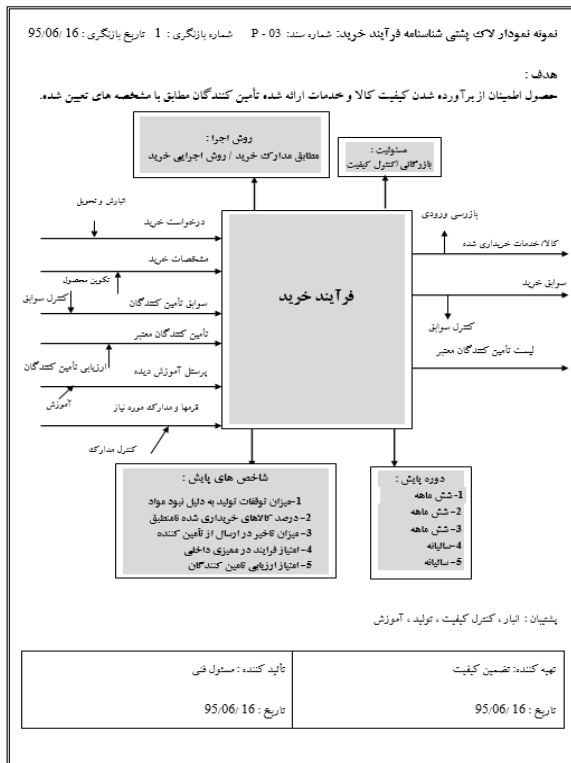 نمونه نمودار لاک پشتی شناسنامه فرآیند خرید: شماره سند: P - 03 شماره بازنگری : 1 تاریخ بازنگری : 16 /95/06
هدف :
حصول اطمینان از برآورده شدن کیفیت کالا و خدمات ارائه شده تأمین کنندگان مطابق با مشخصه های تعیین شده.
روش اجرا :
مطابق مدارک خرید / روش اجرایی خرید
مسئولیت :
بازرگانی/کنترل کیفیت
انبارش و تحویل
درخواست خرید
مشخصات خرید
تکوین محصول
کنترل سوابق
سوابق تأمین کنندگان
تأمین کنندگان معتبر
ارزیابی تأمین کنندگان
پرسنل آموزش دیده
آموزش
فرمها و مدارک مورد نیاز
کنترل مدارک
فرآیند خرید
بازرسی ورودی
کالا/ خدمات خریداری شده
سوابق خرید
کنترل سوابق
لیست تأمین کنندگان معتبر
شاخص های پایش :
1-میزان توقفات تولید به دلیل نبود مواد
2-درصد کالاهای خریداری شده نامنطبق
3-میزان تاخیر در ارسال از تأمین کننده
4-امتیاز فرایند در ممیزی داخلی
5-امتیاز ارزیابی تامین کنندگان
دوره پایش :
1-شش ماهه
2-شش ماهه
3-شش ماهه
4-سالیانه
5-سالیانه
پشتیبان : انبار ، کنترل کیفیت ، تولید ، آموزش
تهیه کننده: تضمین کیفیت
تاریخ : 16 /95/06
تأئید کننده : مسئول فنی
تاریخ : 16 /95/06